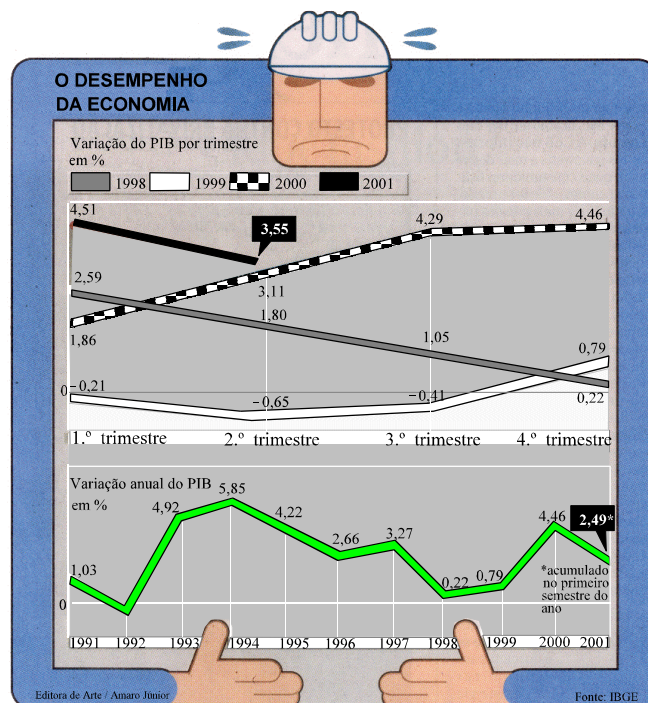 O DESEMPENHO
DA ECONOMIA
Variação do PIB por trimestre
em %
1998 1999 2000 2001
4,51
3,55
4,29
4,46
2,59
3,11
1,80
1,86
1,05
0,79
0
−0,21
−0,65
−0,41
0,22
1.º trimestre 2.º trimestre 3.º trimestre 4.º trimestre
Variação anual do PIB
em %
1,03
4,92
5,85
4,22
2,66
3,27
0,22
0,79
4,46
2,49*
*acumulado
no primeiro
semestre do
ano
0
1991 1992 1993 1994 1995 1996 1997 1998 1999 2000 2001
Editora de Arte / Amaro Júnior
Fonte: IBGE